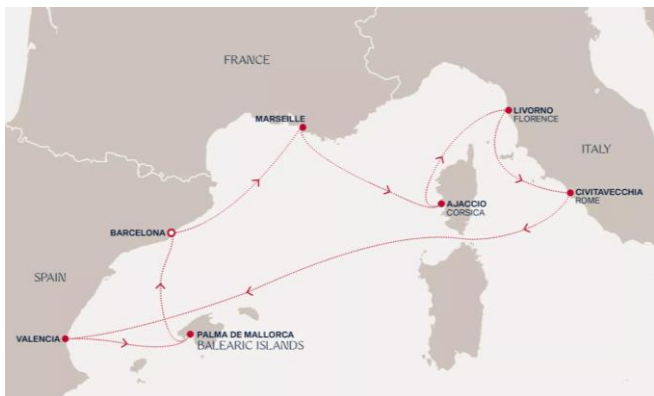 FRANCE
MARSEILLE
LIVORNO
FLORENCE
ITALY
CIVITAVECCHIA
ROME
AJACCIO
CORSICA
BARCELONA
SPAIN
VALENCIA
PALMA DE MALLORCA
BALEARIC ISLANDS